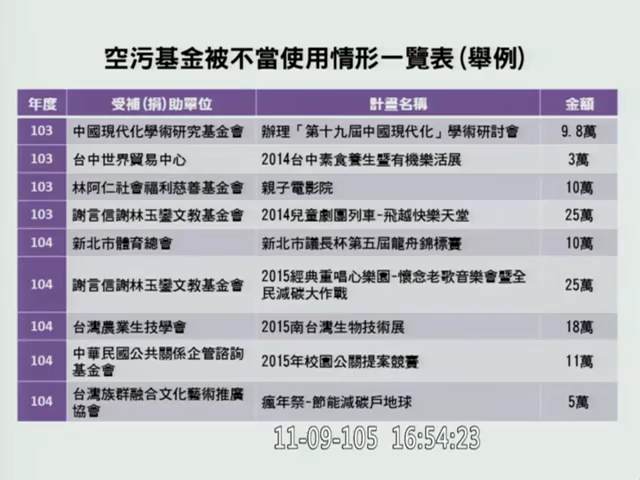 空污基金被不當使用情形一覽表(舉例)
年度 受補(捐)助單位 計畫名稱 金額
103 中國現代化學術研究基金會 辦理「第十九屆中國現代化」學術研討會 9.8萬
103 台中世界貿易中心 2014台中素食養生暨有機樂活展 3萬
103 林阿仁社會福利慈善基金會 親子電影院 10萬
103 謝言信謝林玉鑾文教基金會 2014兒童劇團列車-飛越快樂天堂 25萬
104 新北市體育總會 新北市議長杯第五屆龍舟錦標賽 10萬
104 謝言信謝林玉鑾文教基金會 2015經典重唱心樂園-懷念老歌音樂會暨全
民減碳大作戰 25萬
104 台灣農業生技學會 2015南台灣生物技術展 18萬
104 中華民國公共關係企管諮詢
基金會 2015年校園公關提案競賽 11萬
104 台灣族群融合文化藝術推廣
協會 瘋年祭-節能減碳戶地球 5萬
11-09-105 16:54:23